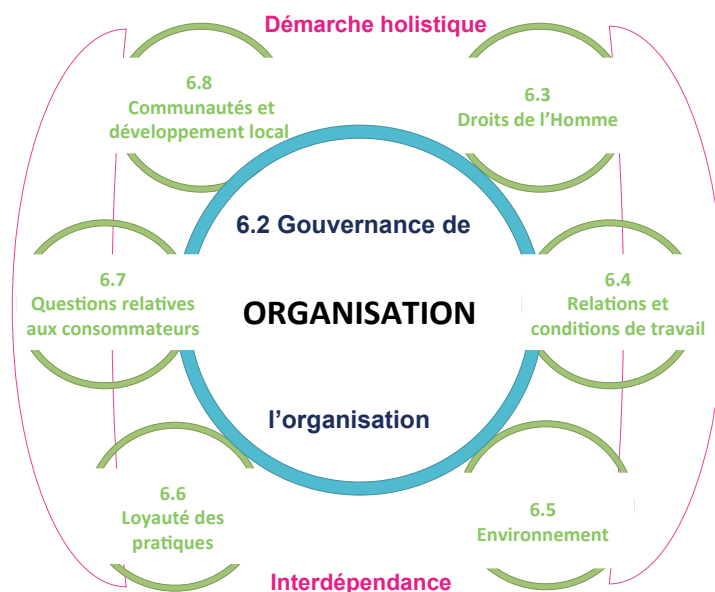 Démarche holistique
6.8
Communautés et
développement local
6.3
Droits de l'Homme
6.2 Gouvernance de
6.7
Questions relatives
aux consommateurs
ORGANISATION
6.4
Relations et
conditions de travail
l'organisation
6.6
Loyauté des
pratiques
6.5
Environnement
Interdépendance